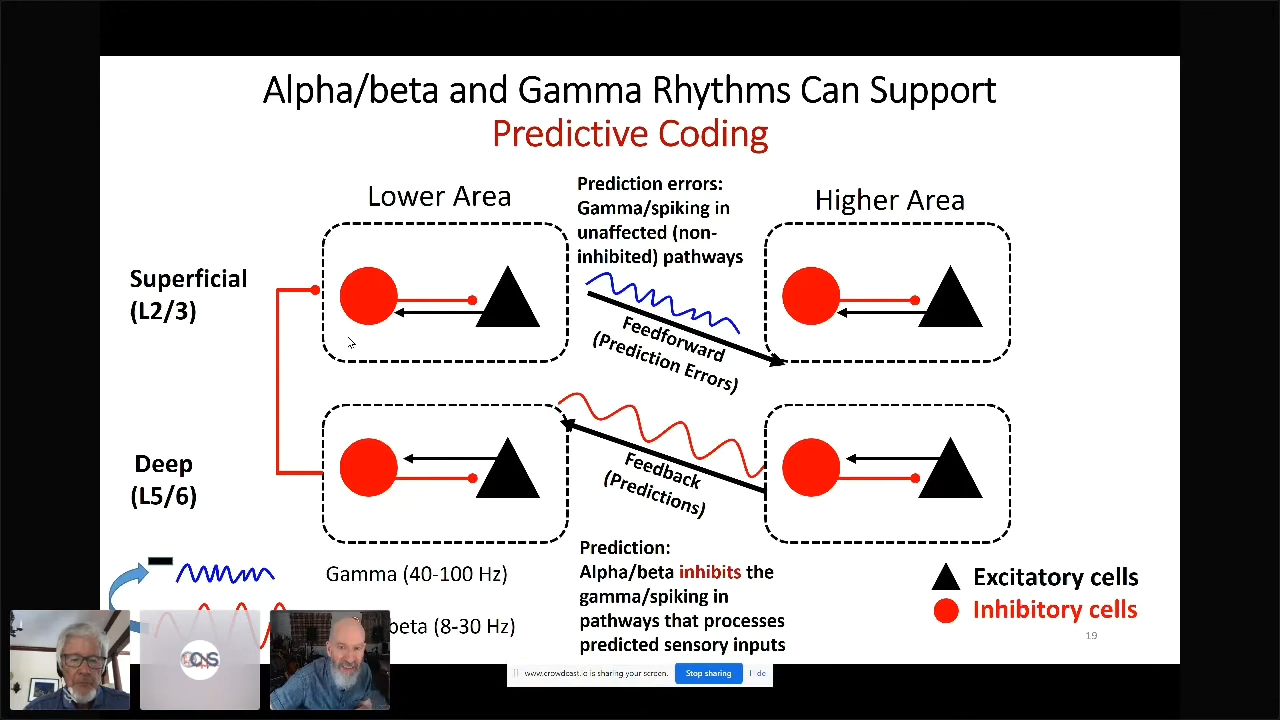 Alpha/beta and Gamma Rhythms Can Support
Predictive Coding
Lower Area
Prediction errors:
Gamma/spiking in
unaffected (non-
inhibited) pathways
Higher Area
Superficial
(L2/3)
Feedforward
(Prediction Errors)
Deep
(L5/6)
Feedback
(Predictions)
Prediction:
Alpha/beta inhibits the
gamma/spiking in
pathways that processes
predicted sensory inputs
Gamma (40-100 Hz)
beta (8-30 Hz)
Excitatory cells
Inhibitory cells
19
CNS
www.crowdcast.io is sharing your screen.
Stop sharing